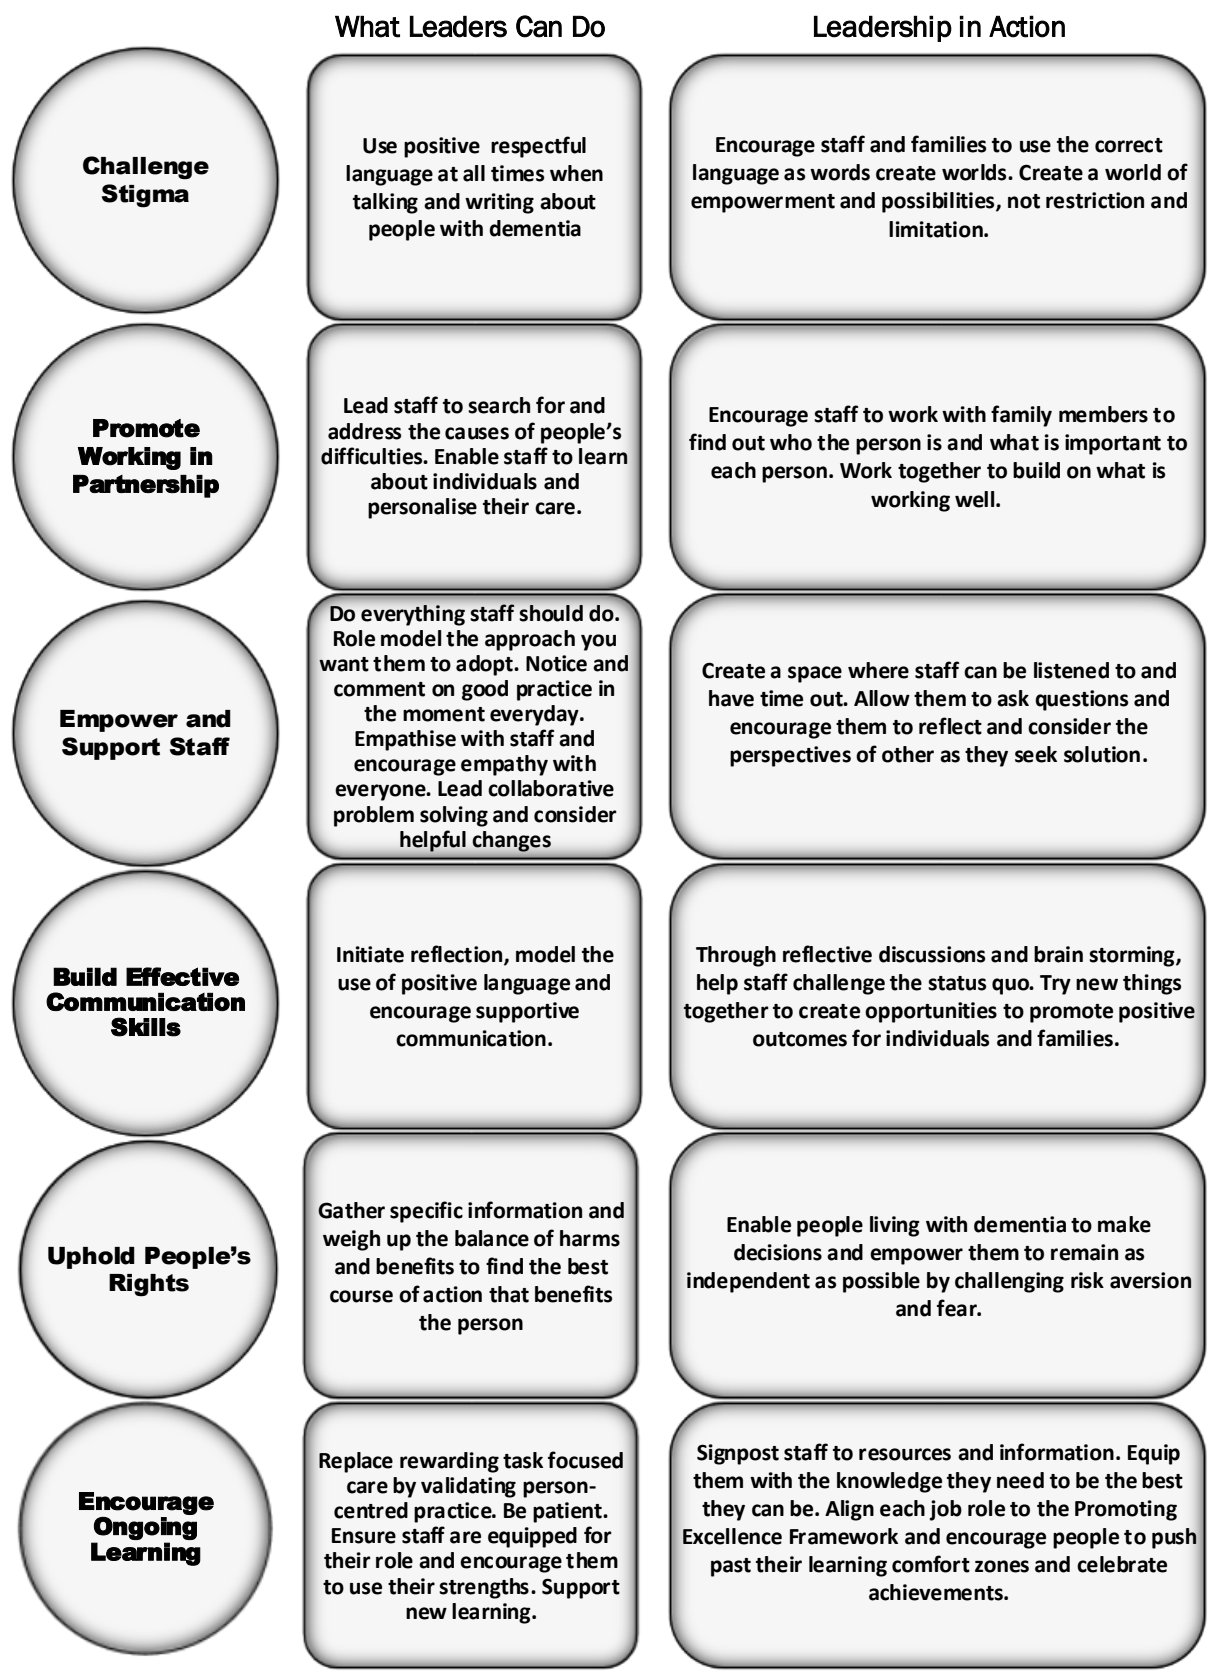 What Leaders Can Do
Leadership in Action
Challenge
Stigma
Use positive  respectful
language at all times when
talking and writing about
people with dementia
Encourage staff and families to use the correct
language as words create worlds. Create a world of
empowerment and possibilities, not restriction and
limitation.
Promote
Working in
Partnership
Lead staff to search for and
address the causes of people’s
difficulties. Enable staff to learn
about individuals and
personalise their care.
Encourage staff to work with family members to
find out who the person is and what is important to
each person. Work together to build on what is
working well.
Empower and
Support Staff
Do everything staff should do.
Role model the approach you
want them to adopt. Notice and
comment on good practice in
the moment everyday.
Empathise with staff and
encourage empathy with
everyone. Lead collaborative
problem solving and consider
helpful changes
Create a space where staff can be listened to and
have time out. Allow them to ask questions and
encourage them to reflect and consider the
perspectives of other as they seek solution.
Build Effective
Communication
Skills
Initiate reflection, model the
use of positive language and
encourage supportive
communication.
Through reflective discussions and brain storming,
help staff challenge the status quo. Try new things
together to create opportunities to promote positive
outcomes for individuals and families.
Uphold People’s
Rights
Gather specific information and
weigh up the balance of harms
and benefits to find the best
course of action that benefits
the person
Enable people living with dementia to make
decisions and empower them to remain as
independent as possible by challenging risk aversion
and fear.
Encourage
Ongoing
Learning
Replace rewarding task focused
care by validating person-
centred practice. Be patient.
Ensure staff are equipped for
their role and encourage them
to use their strengths. Support
new learning.
Signpost staff to resources and information. Equip
them with the knowledge they need to be the best
they can be. Align each job role to the Promoting
Excellence Framework and encourage people to push
past their learning comfort zones and celebrate
achievements.